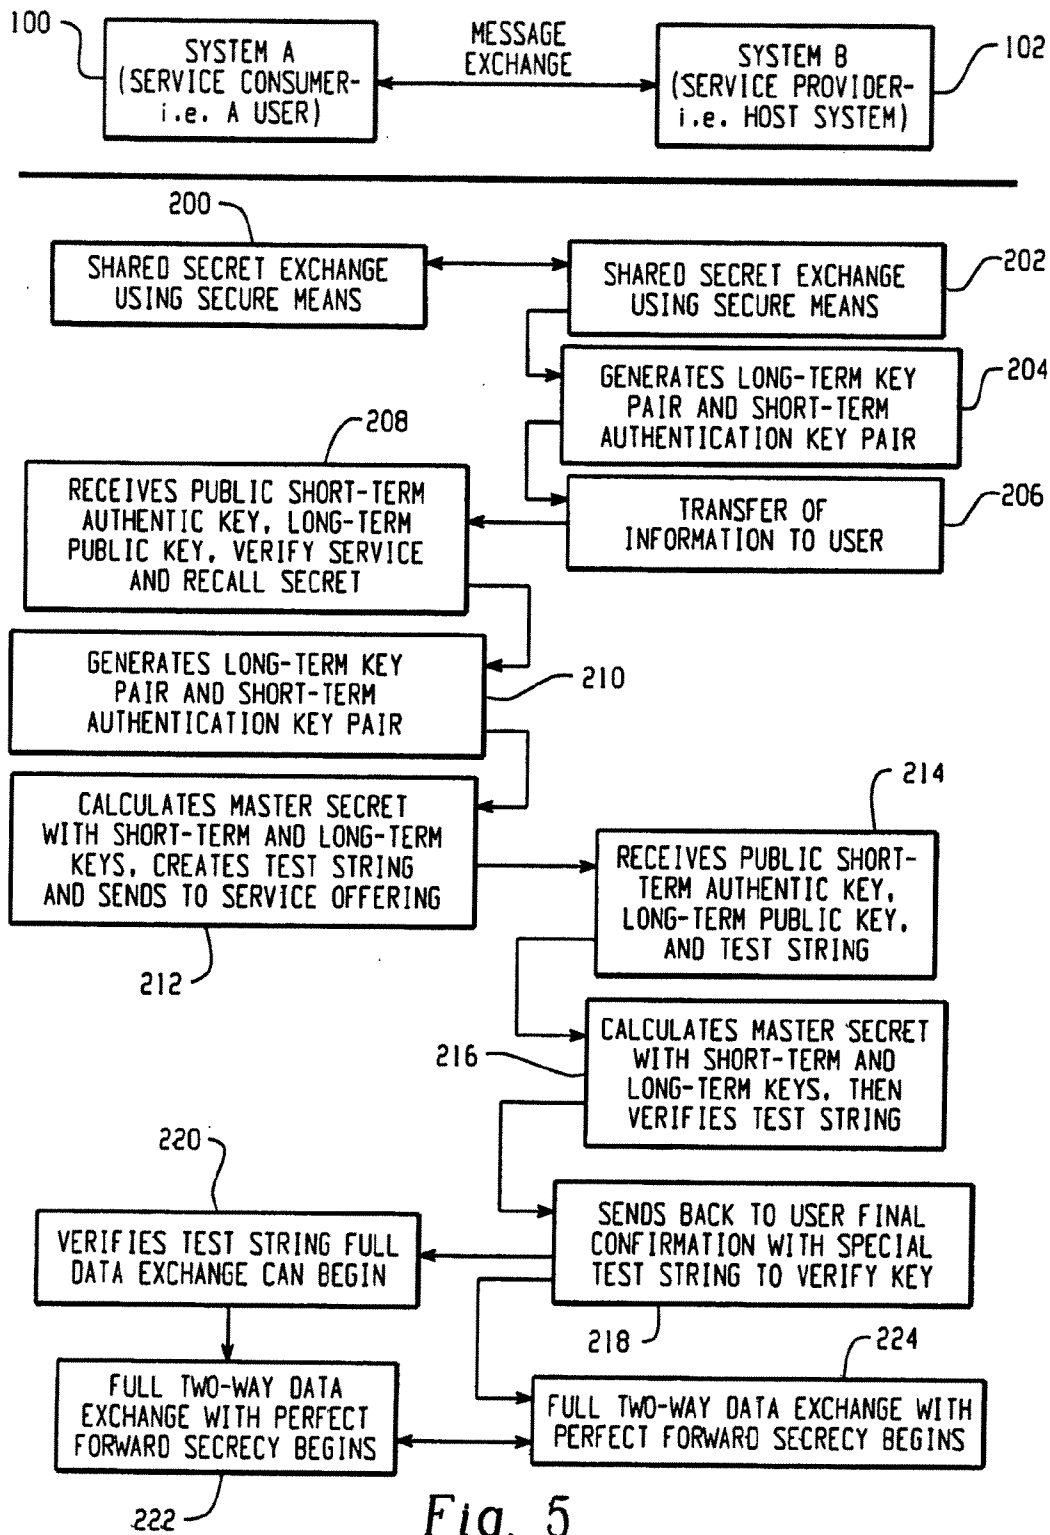 100
SYSTEM A
(SERVICE CONSUMER-
i.e. A USER)
MESSAGE
EXCHANGE
SYSTEM B
(SERVICE PROVIDER-
i.e. HOST SYSTEM)
102
200
SHARED SECRET EXCHANGE
USING SECURE MEANS
SHARED SECRET EXCHANGE
USING SECURE MEANS
202
GENERATES LONG-TERM KEY
PAIR AND SHORT-TERM
AUTHENTICATION KEY PAIR
204
TRANSFER OF
INFORMATION TO USER
206
208
RECEIVES PUBLIC SHORT-TERM
AUTHENTIC KEY, LONG-TERM
PUBLIC KEY, VERIFY SERVICE
AND RECALL SECRET
GENERATES LONG-TERM KEY
PAIR AND SHORT-TERM
AUTHENTICATION KEY PAIR
210
CALCULATES MASTER SECRET
WITH SHORT-TERM AND LONG-TERM
KEYS, CREATES TEST STRING
AND SENDS TO SERVICE OFFERING
212
214
RECEIVES PUBLIC SHORT-
TERM AUTHENTIC KEY,
LONG-TERM PUBLIC KEY,
AND TEST STRING
216
CALCULATES MASTER SECRET
WITH SHORT-TERM AND
LONG-TERM KEYS, THEN
VERIFIES TEST STRING
SENDS BACK TO USER FINAL
CONFIRMATION WITH SPECIAL
TEST STRING TO VERIFY KEY
218
220
VERIFIES TEST STRING FULL
DATA EXCHANGE CAN BEGIN
FULL TWO-WAY DATA
EXCHANGE WITH PERFECT
FORWARD SECRECY BEGINS
222
224
FULL TWO-WAY DATA EXCHANGE WITH
PERFECT FORWARD SECRECY BEGINS
Fig. 5